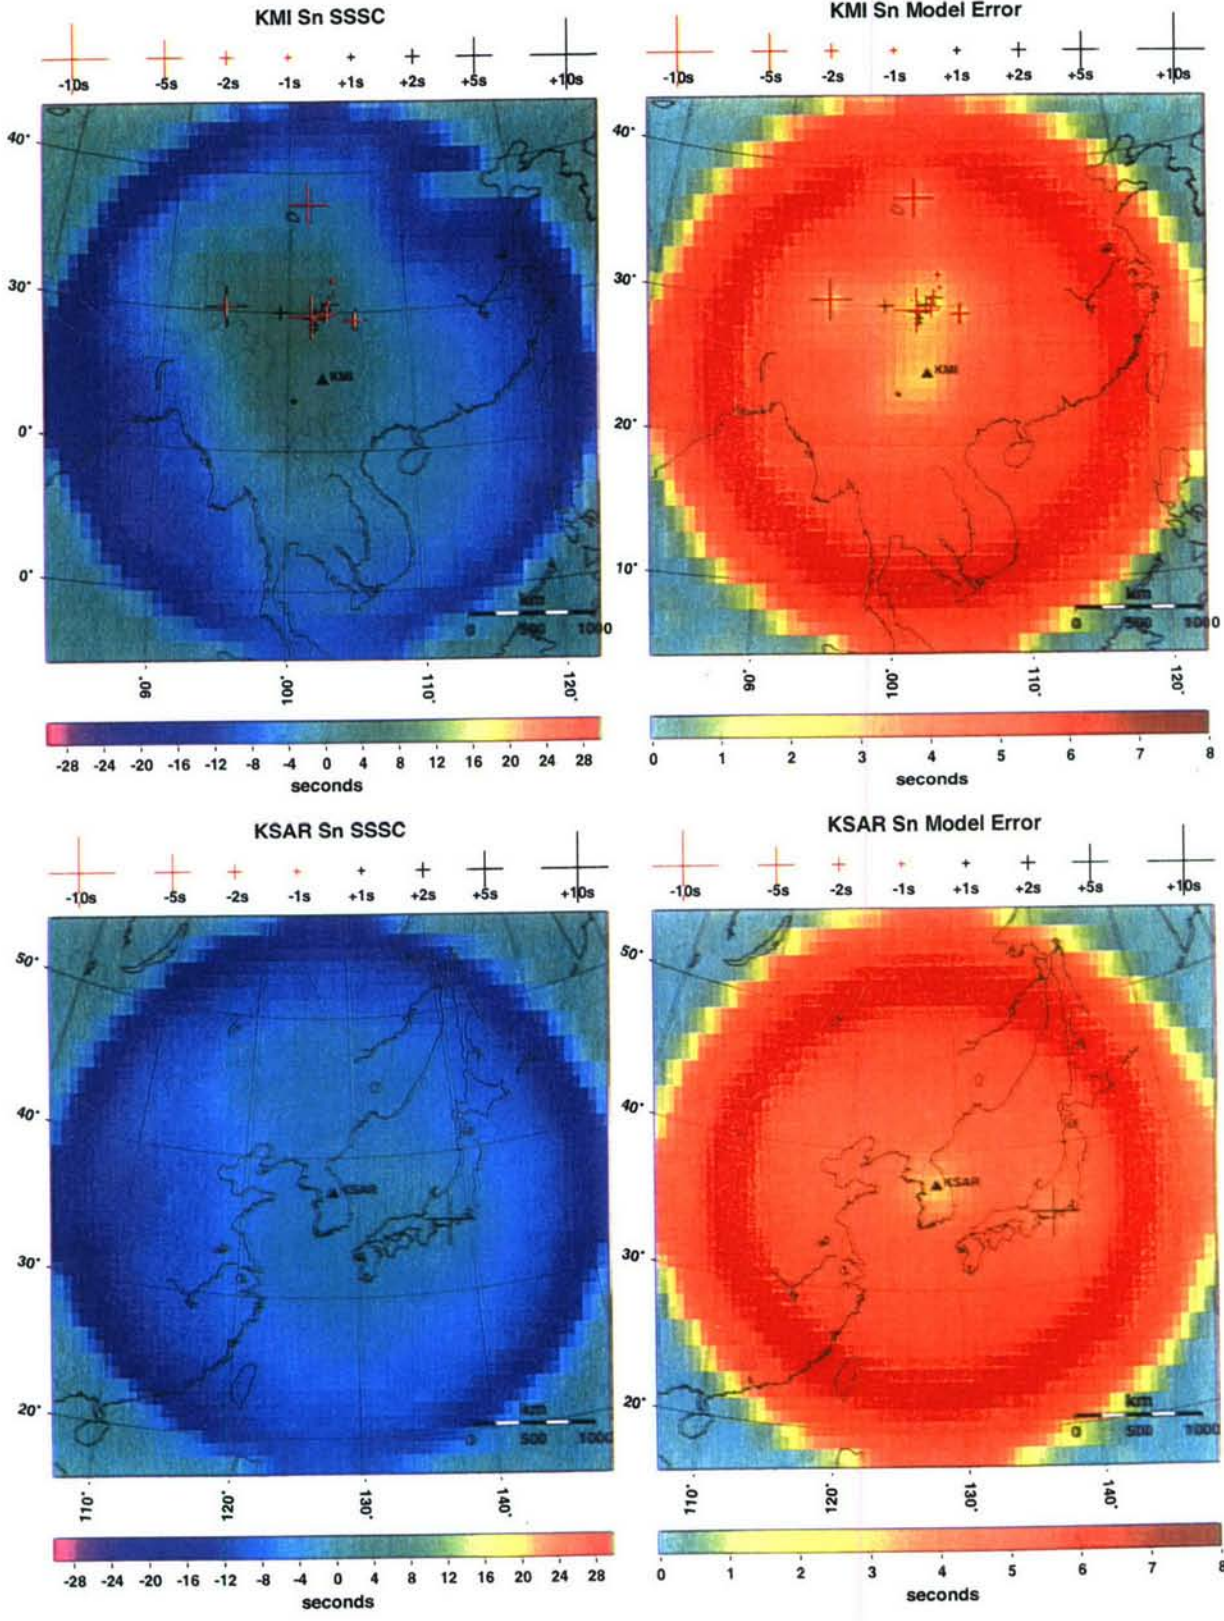 KMI Sn SSSC
-10s -5s -2s -1s +1s +2s +5s +10s
40°
30°
0°
0°
KMI
km
0 500 1000
90° 100° 110° 120°
-28 -24 -20 -16 -12 -8 -4 0 4 8 12 16 20 24 28
seconds
KMI Sn Model Error
-10s -5s -2s -1s +1s +2s +5s +10s
40°
30°
20°
10°
KMI
km
0 500 1000
90° 100° 110° 120°
0 1 2 3 4 5 6 7 8
seconds
KSAR Sn SSSC
-10s -5s -2s -1s +1s +2s +5s +10s
50°
40°
30°
20°
KSAR
km
0 500 1000
110° 120° 130° 140°
-28 -24 -20 -16 -12 -8 -4 0 4 8 12 16 20 24 28
seconds
KSAR Sn Model Error
-10s -5s -2s -1s +1s +2s +5s +10s
50°
40°
30°
20°
KSAR
km
0 500 1000
110° 120° 130° 140°
0 1 2 3 4 5 6 7 8
seconds